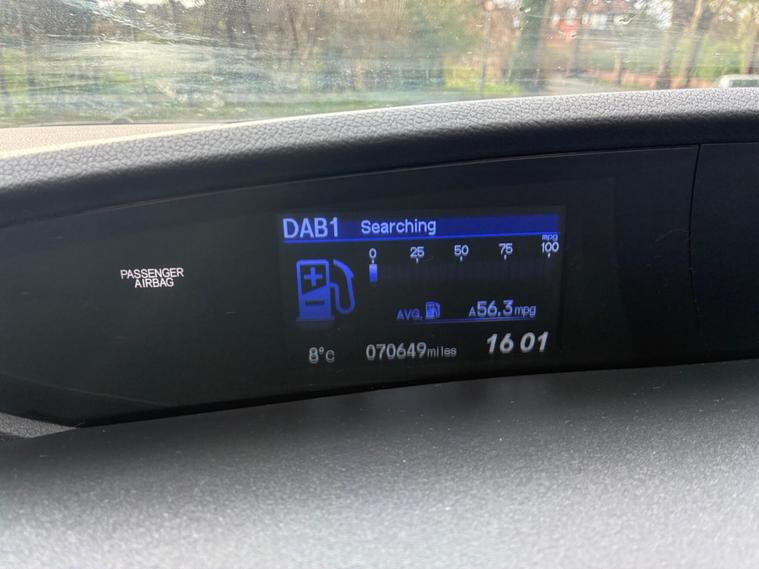 DAB1 Searching
mpg
0 25 50 75 100
PASSENGER
AIRBAG
AVG. A56.3mpg
8°C 070649miles 16 01